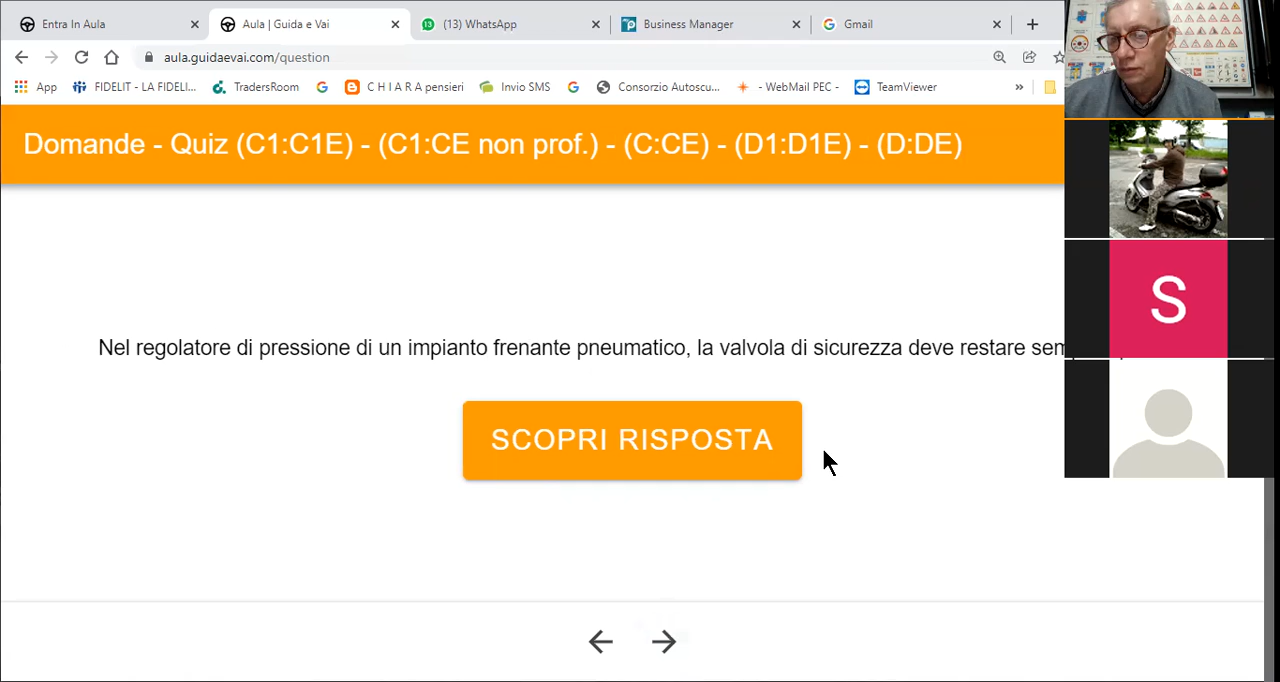 Entra In Aula
Aula | Guida e Vai
(13) WhatsApp
Business Manager
Gmail
aula.guidaevai.com/question
App
FIDELIT - LA FIDELI...
TradersRoom
C H I A R A pensieri
Invio SMS
Consorzio Autoscu...
- WebMail PEC -
TeamViewer
»
Domande - Quiz (C1:C1E) - (C1:CE non prof.) - (C:CE) - (D1:D1E) - (D:DE)
S
Nel regolatore di pressione di un impianto frenante pneumatico, la valvola di sicurezza deve restare
SCOPRI RISPOSTA